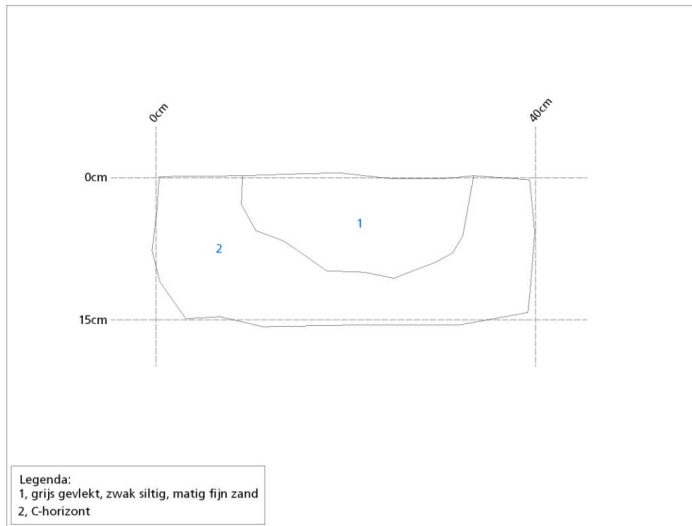 0cm
40cm
0cm
1
2
15cm
Legenda:
1, grijs gevlekt, zwak siltig, matig fijn zand
2, C-horizont